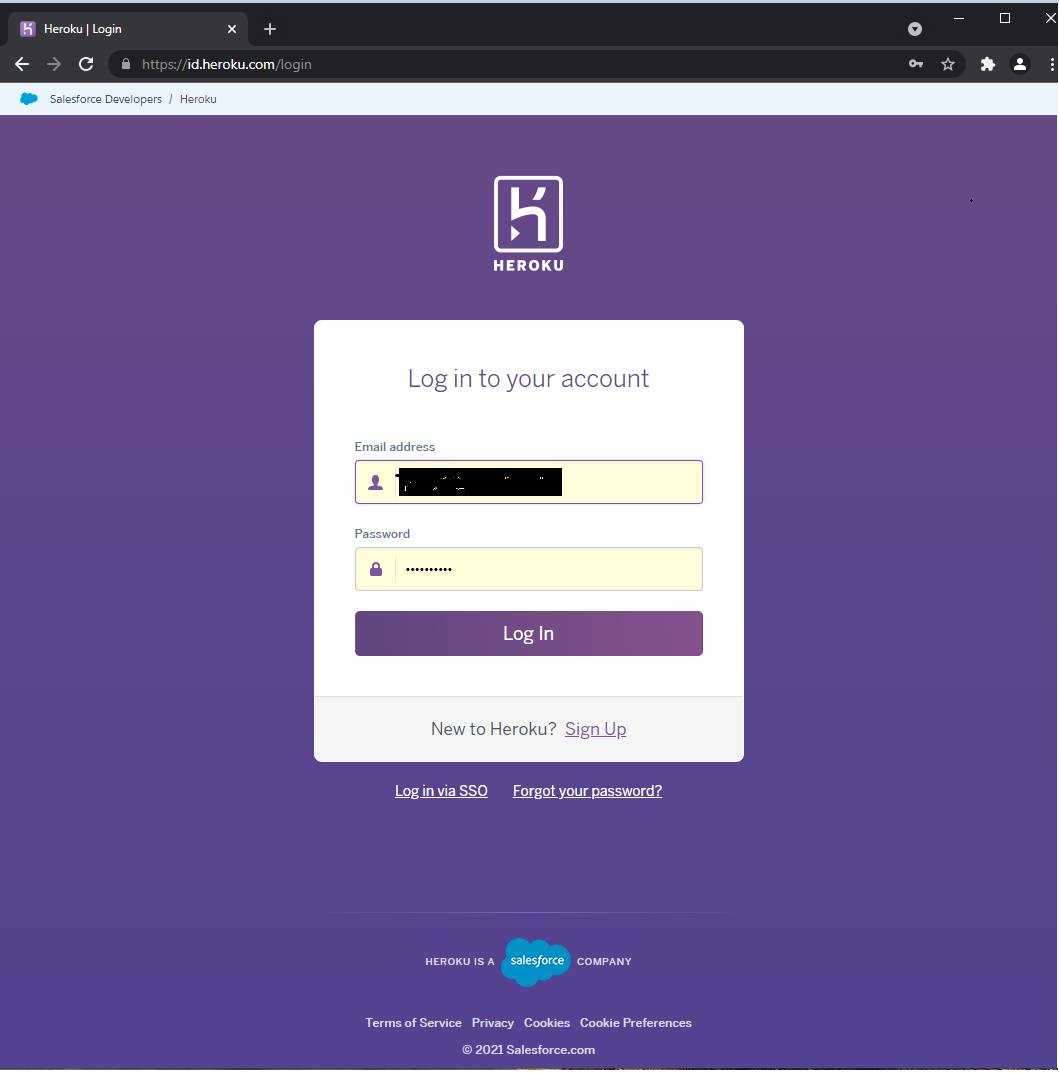 Heroku | Login
https://id.heroku.com/login
Salesforce Developers / Heroku
HEROKU
Log in to your account
Email address
Password
••••••••••
Log In
New to Heroku? Sign Up
Log in via SSO Forgot your password?
HEROKU IS A salesforce COMPANY
Terms of Service Privacy Cookies Cookie Preferences
© 2021 Salesforce.com